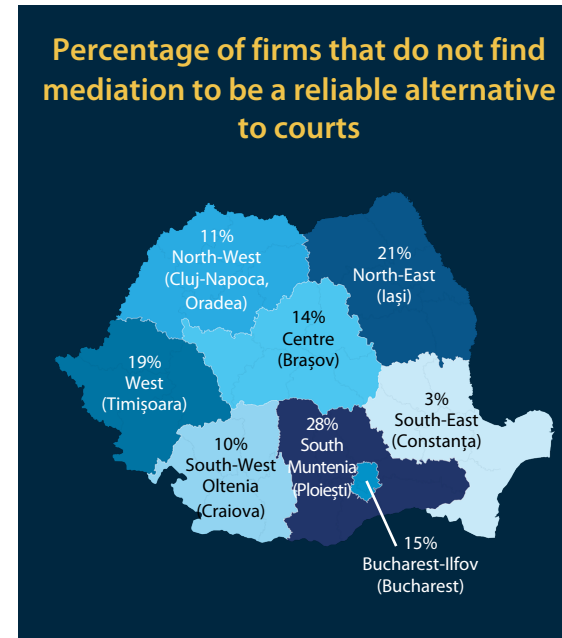 Percentage of firms that do not find
mediation to be a reliable alternative
to courts
11%
North-West
(Cluj-Napoca,
Oradea)
21%
North-East
(Iași)
14%
Centre
(Brașov)
19%
West
(Timișoara)
3%
South-East
(Constanța)
28%
South
Muntenia
(Ploiești)
10%
South-West
Oltenia
(Craiova)
15%
Bucharest-Ilfov
(Bucharest)